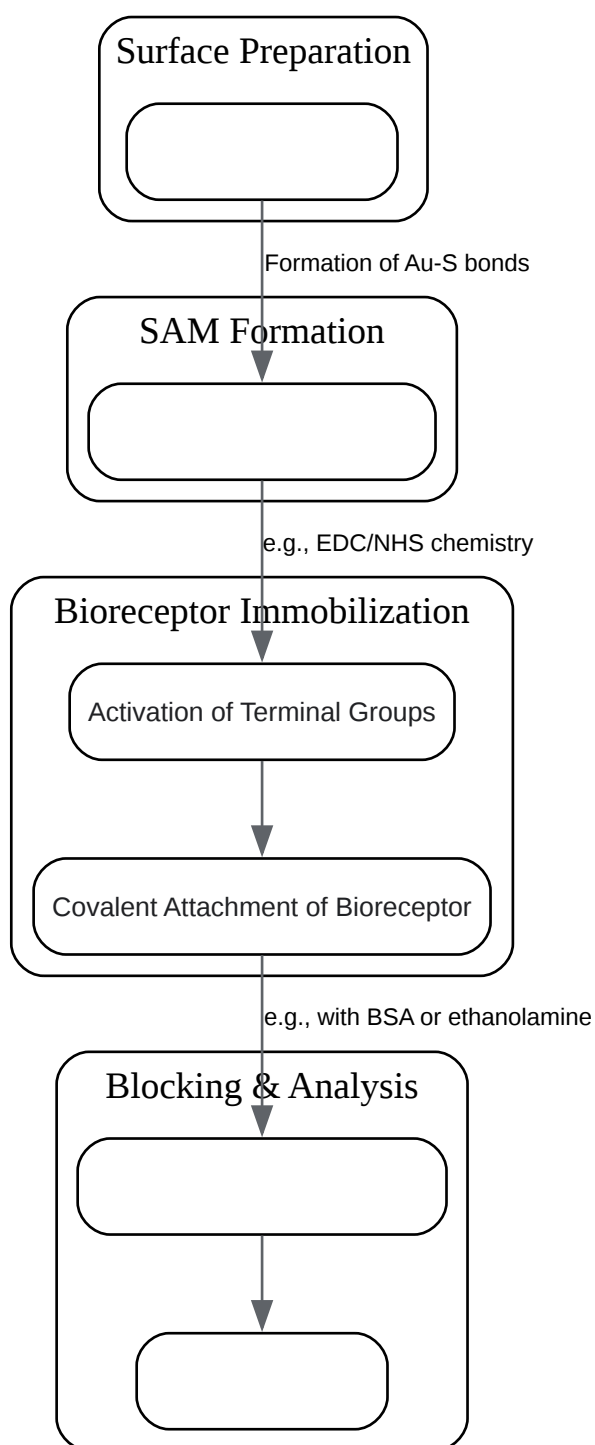 Surface Preparation
Formation of Au-S bonds
SAM Formation
e.g., EDC/NHS chemistry
Bioreceptor Immobilization
Activation of Terminal Groups
Covalent Attachment of Bioreceptor
e.g., with BSA or ethanolamine
Blocking & Analysis